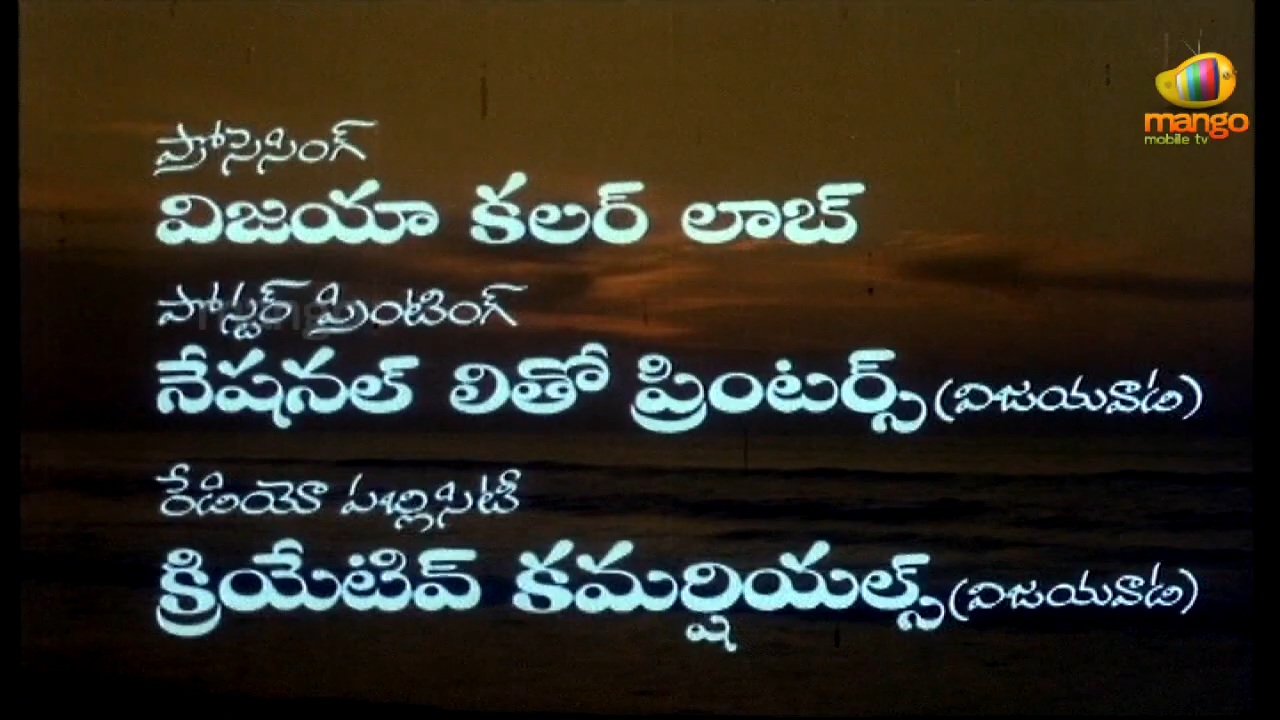 mango
mobile tv
ప్రోసెసింగ్
విజయా కలర్ లాబ్
పోస్టర్ ప్రింటింగ్
నేషనల్ లితో ప్రింటర్స్ (విజయవాడ)
రేడియో పబ్లిసిటీ
క్రియేటివ్ కమర్షియల్స్ (విజయవాడ)